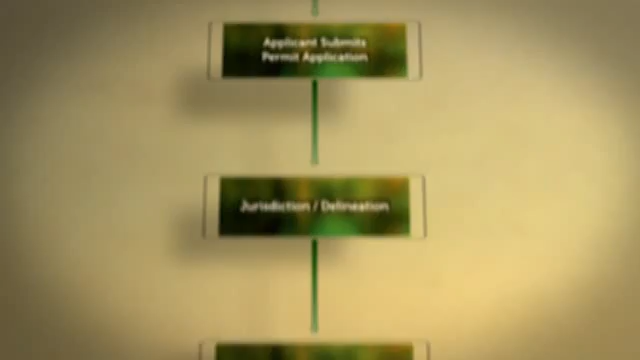 Applicant Submits
Permit Application
Jurisdiction / Delineation